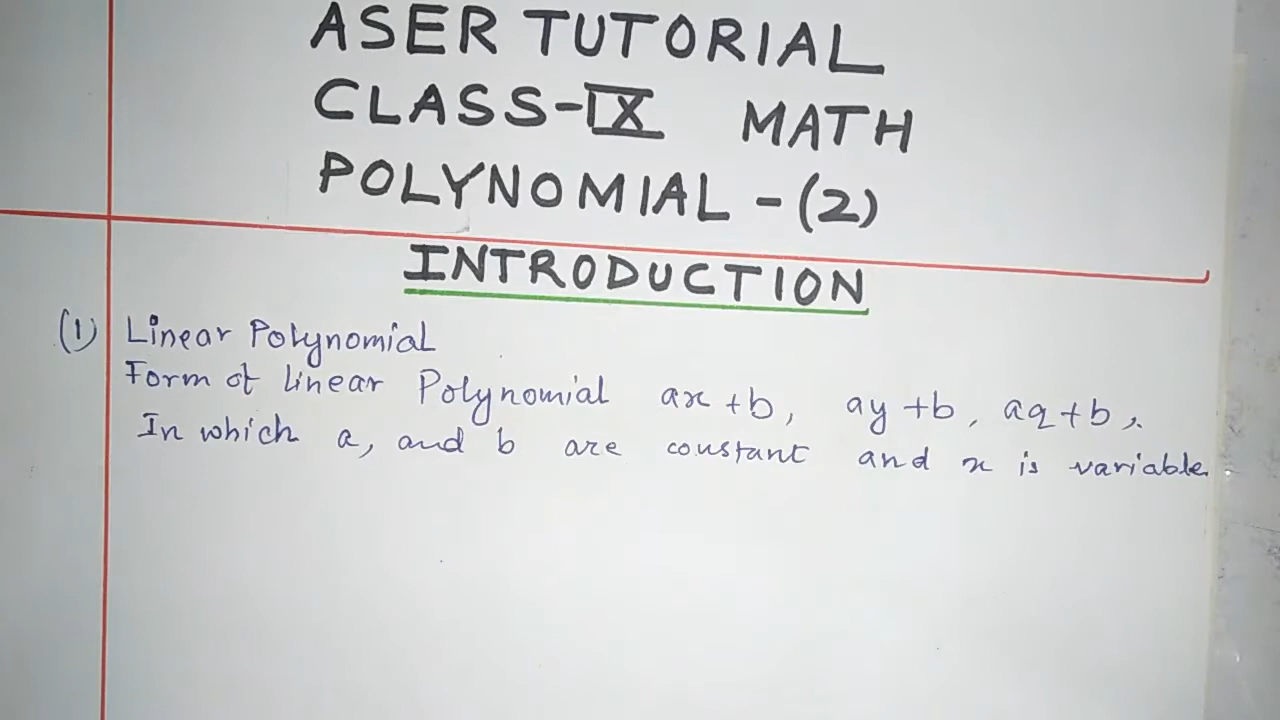 ASER TUTORIAL
CLASS-IX MATH
POLYNOMIAL - (2)
INTRODUCTION
(1) Linear Polynomial
Form of linear Polynomial ax+b, ay+b, aq+b,
In which a, and b are constant and x is variable.